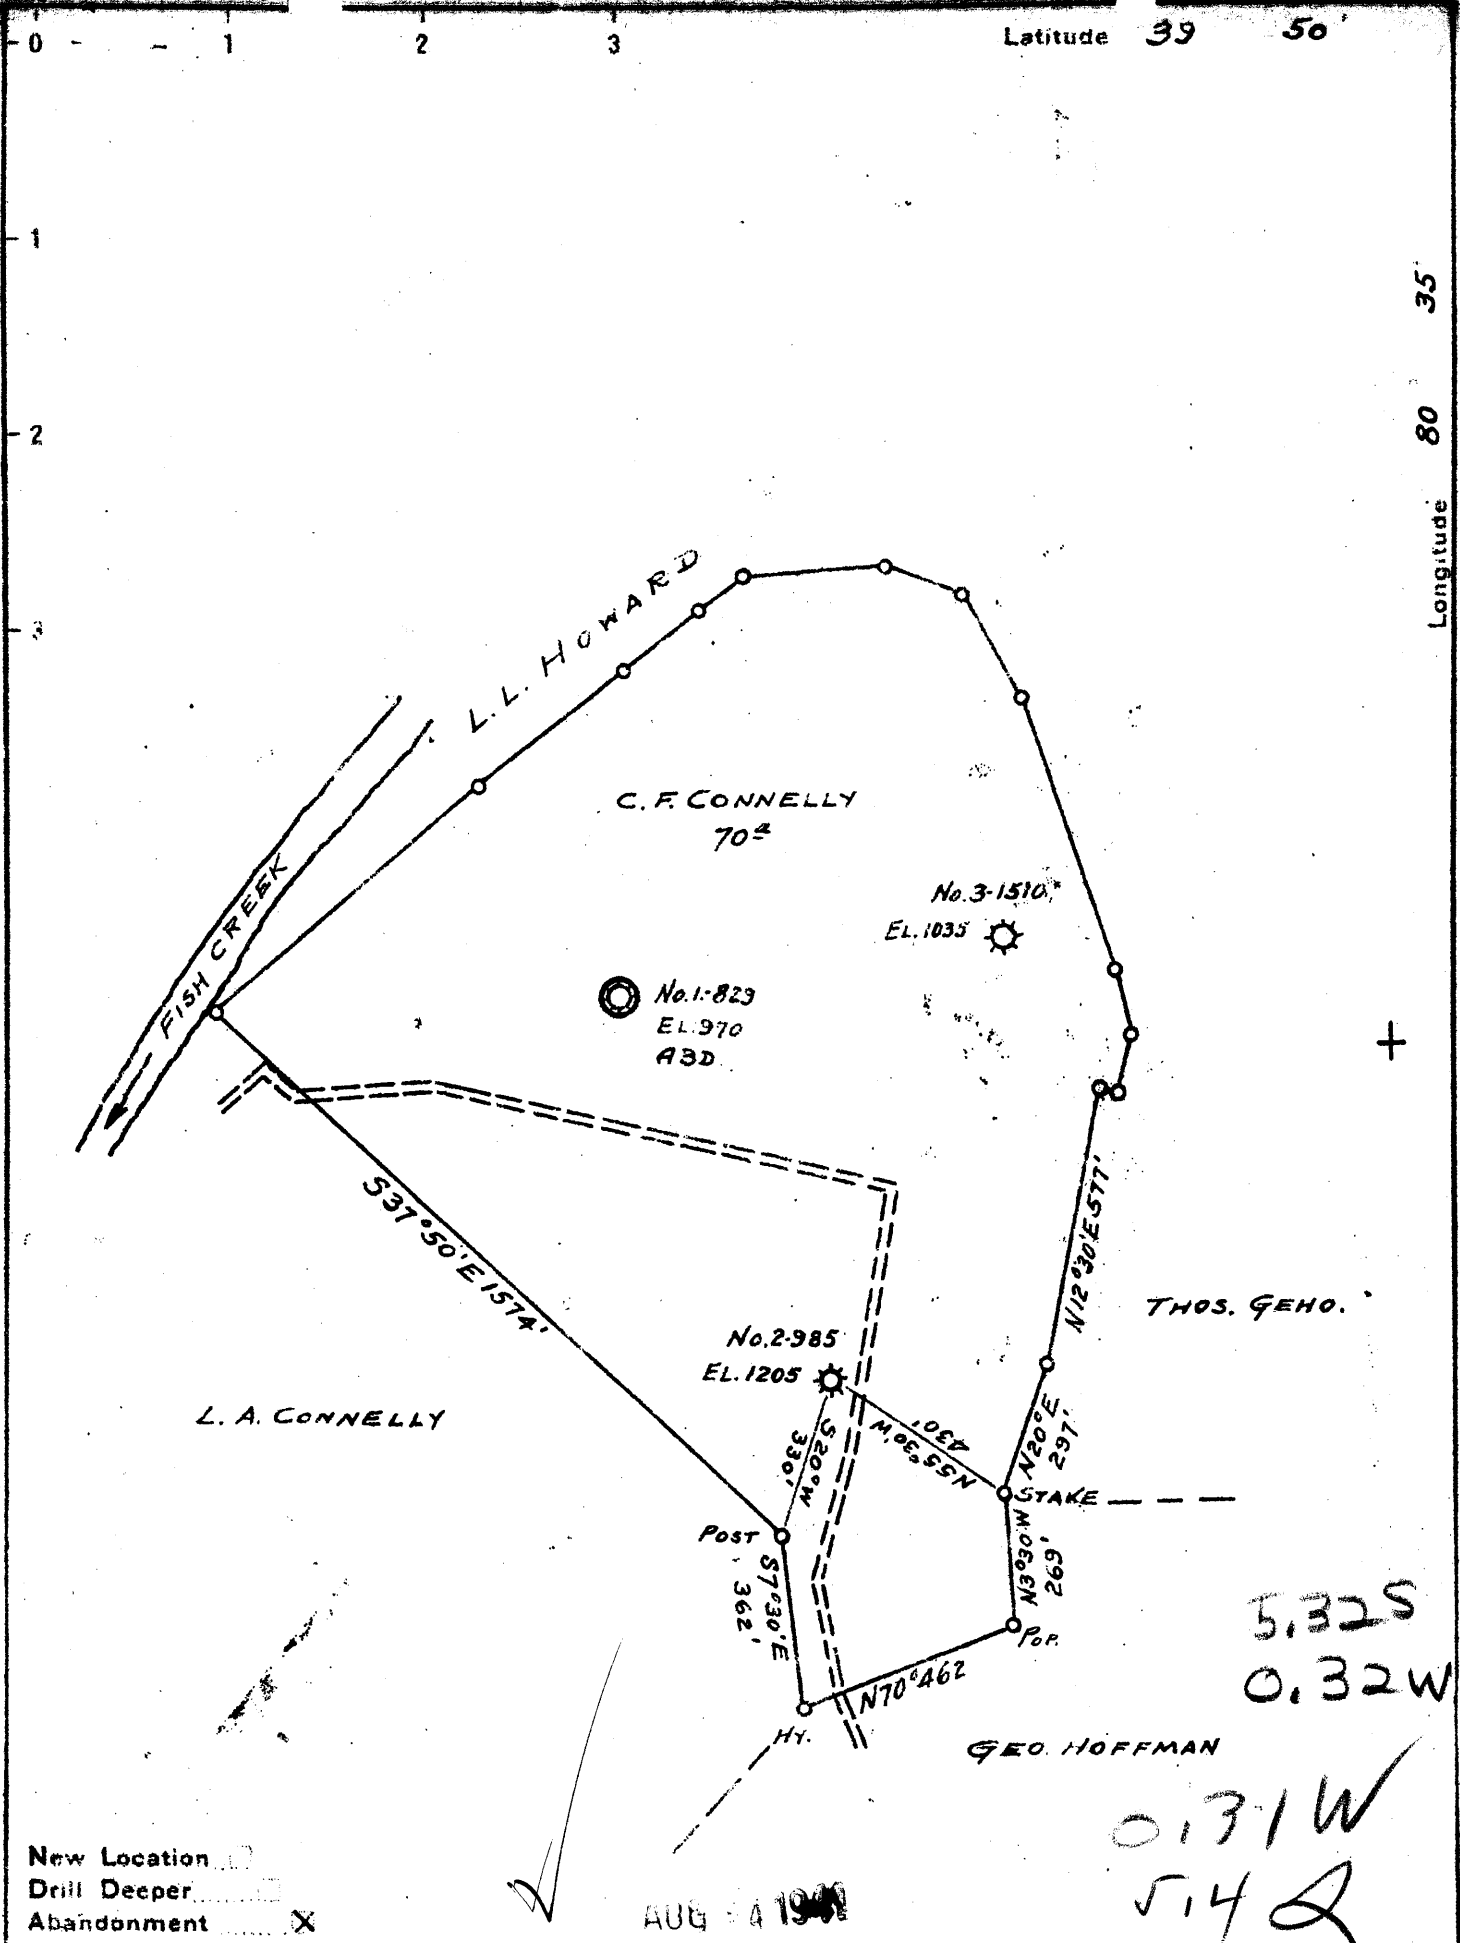 0 1 2 3 Latitude 39 50'
1
35'
2
80
Longitude
3
L.L. HOWARD
C. F. CONNELLY
70 a
No. 3-1510
EL. 1035
FISH CREEK
No. 1-829
EL. 970
ABD
S37°50'E 1574'
N12°30'E 577'
THOS. GEHO.
No. 2-985
EL. 1205
L. A. CONNELLY
S20°W
330'
N55°30'W
430'
N20°E
297'
STAKE
POST
S7°30'E
362'
N3°30W
269'
POP.
5.32S
0.32W
N70°462
HY.
GEO. HOFFMAN
0.31W
New Location
Drill Deeper
Abandonment X
AUG 4